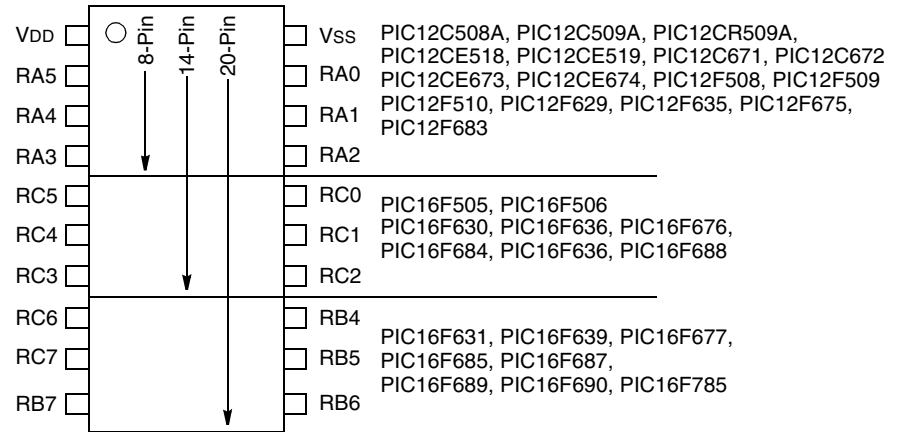 VDD
RA5
RA4
RA3
RC5
RC4
RC3
RC6
RC7
RB7
8-Pin
14-Pin
20-Pin
VSS
RA0
RA1
RA2
RC0
RC1
RC2
RB4
RB5
RB6
PIC12C508A, PIC12C509A, PIC12CR509A,
PIC12CE518, PIC12CE519, PIC12C671, PIC12C672
PIC12CE673, PIC12CE674, PIC12F508, PIC12F509
PIC12F510, PIC12F629, PIC12F635, PIC12F675,
PIC12F683
PIC16F505, PIC16F506
PIC16F630, PIC16F636, PIC16F676,
PIC16F684, PIC16F636, PIC16F688
PIC16F631, PIC16F639, PIC16F677,
PIC16F685, PIC16F687,
PIC16F689, PIC16F690, PIC16F785